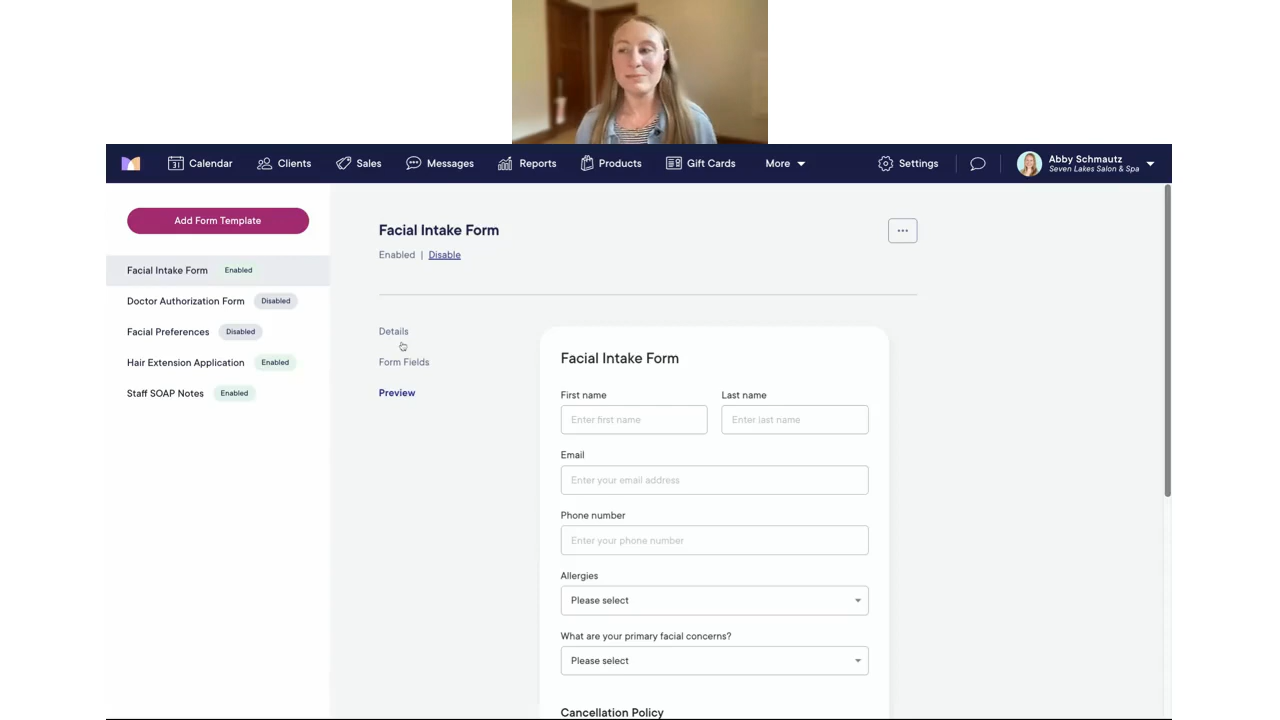 31 Calendar Clients Sales Messages Reports Products Gift Cards More Settings Abby Schmautz
Seven Lakes Salon & Spa
Add Form Template
Facial Intake Form Enabled
Doctor Authorization Form Disabled
Facial Preferences Disabled
Hair Extension Application Enabled
Staff SOAP Notes Enabled
Facial Intake Form
Enabled | Disable
Details
Form Fields
Preview
Facial Intake Form
First name Last name
Enter first name Enter last name
Email
Enter your email address
Phone number
Enter your phone number
Allergies
Please select
What are your primary facial concerns?
Please select
Cancellation Policy